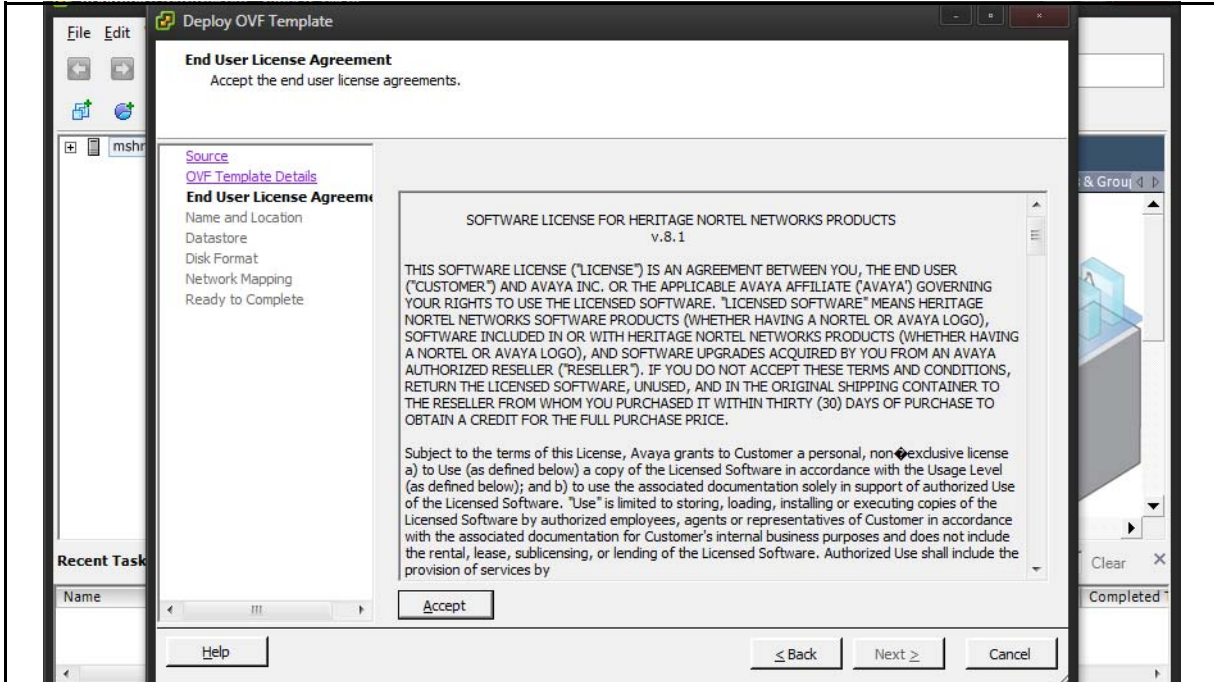 Deploy OVF Template
File Edit
End User License Agreement
Accept the end user license agreements.
mshr
Source
OVF Template Details
End User License Agreeme
Name and Location
Datastore
Disk Format
Network Mapping
Ready to Complete
SOFTWARE LICENSE FOR HERITAGE NORTEL NETWORKS PRODUCTS
v.8.1
THIS SOFTWARE LICENSE ("LICENSE") IS AN AGREEMENT BETWEEN YOU, THE END USER
("CUSTOMER") AND AVAYA INC. OR THE APPLICABLE AVAYA AFFILIATE ('AVAYA') GOVERNING
YOUR RIGHTS TO USE THE LICENSED SOFTWARE. "LICENSED SOFTWARE" MEANS HERITAGE
NORTEL NETWORKS SOFTWARE PRODUCTS (WHETHER HAVING A NORTEL OR AVAYA LOGO),
SOFTWARE INCLUDED IN OR WITH HERITAGE NORTEL NETWORKS PRODUCTS (WHETHER HAVING
A NORTEL OR AVAYA LOGO), AND SOFTWARE UPGRADES ACQUIRED BY YOU FROM AN AVAYA
AUTHORIZED RESELLER ("RESELLER"). IF YOU DO NOT ACCEPT THESE TERMS AND CONDITIONS,
RETURN THE LICENSED SOFTWARE, UNUSED, AND IN THE ORIGINAL SHIPPING CONTAINER TO
THE RESELLER FROM WHOM YOU PURCHASED IT WITHIN THIRTY (30) DAYS OF PURCHASE TO
OBTAIN A CREDIT FOR THE FULL PURCHASE PRICE.
Subject to the terms of this License, Avaya grants to Customer a personal, non�exclusive license
a) to Use (as defined below) a copy of the Licensed Software in accordance with the Usage Level
(as defined below); and b) to use the associated documentation solely in support of authorized Use
of the Licensed Software. "Use" is limited to storing, loading, installing or executing copies of the
Licensed Software by authorized employees, agents or representatives of Customer in accordance
with the associated documentation for Customer's internal business purposes and does not include
the rental, lease, sublicensing, or lending of the Licensed Software. Authorized Use shall include the
provision of services by
Accept
Help
< Back
Next >
Cancel
& Grou
Recent Task
Clear
Name
Completed T